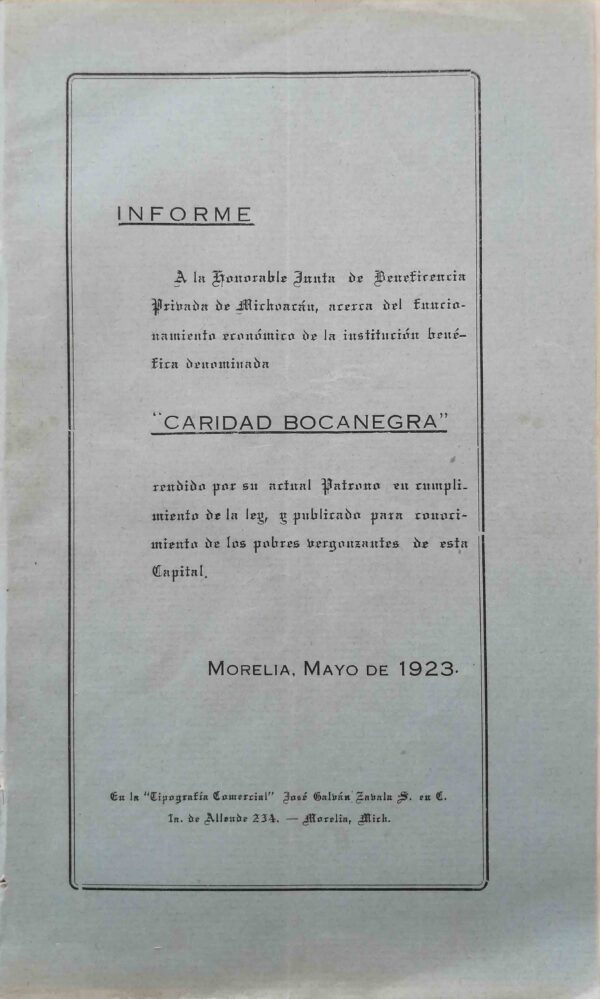 INFORME
A la Honorable Junta de Beneficencia
Privada de Michoacán, acerca del funcio-
namiento económico de la institución bené-
fica denominada
"CARIDAD BOCANEGRA"
rendido por su actual Patrono en cumpli-
miento de la ley, y publicado para conoci-
miento de los pobres vergonzantes de esta
Capital.
MORELIA, MAYO DE 1923.
En la "Tipografía Comercial" José Galván Zavala S. en C.
1a. de Allende 234. — Morelia, Mich.